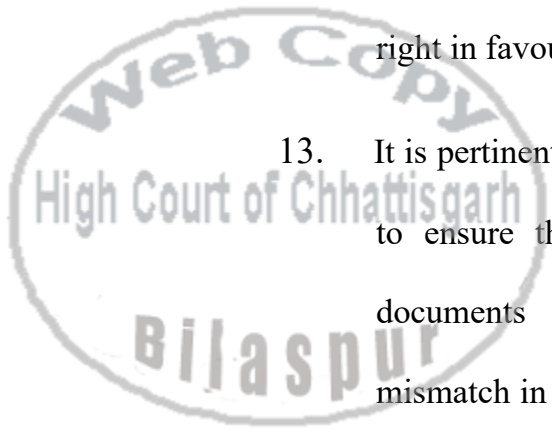 right in favou
Web Copy
13. It is pertinent
High Court of Chhattisgarh
to ensure th
documents
Bilaspur
mismatch in